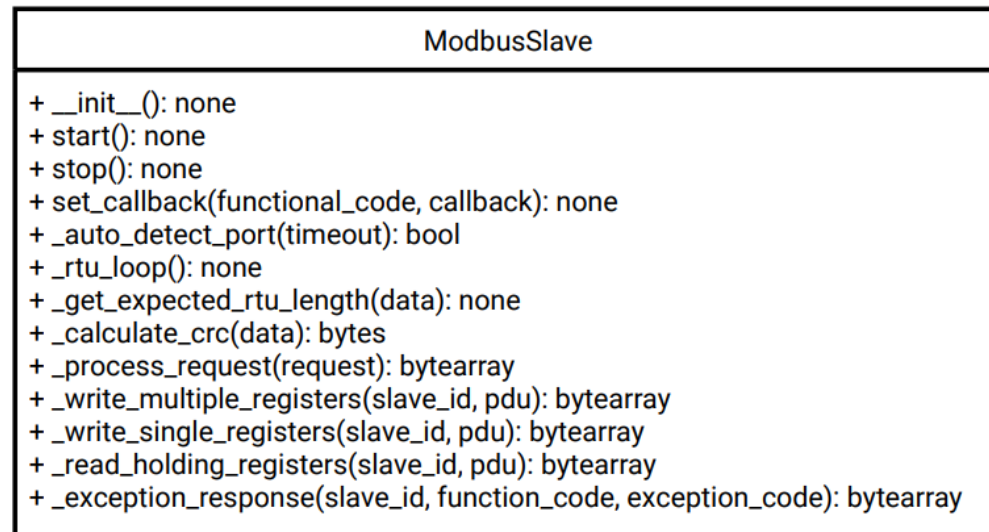 ModbusSlave
+ __init__(): none
+ start(): none
+ stop(): none
+ set_callback(functional_code, callback): none
+ _auto_detect_port(timeout): bool
+ _rtu_loop(): none
+ _get_expected_rtu_length(data): none
+ _calculate_crc(data): bytes
+ _process_request(request): bytearray
+ _write_multiple_registers(slave_id, pdu): bytearray
+ _write_single_registers(slave_id, pdu): bytearray
+ _read_holding_registers(slave_id, pdu): bytearray
+ _exception_response(slave_id, function_code, exception_code): bytearray